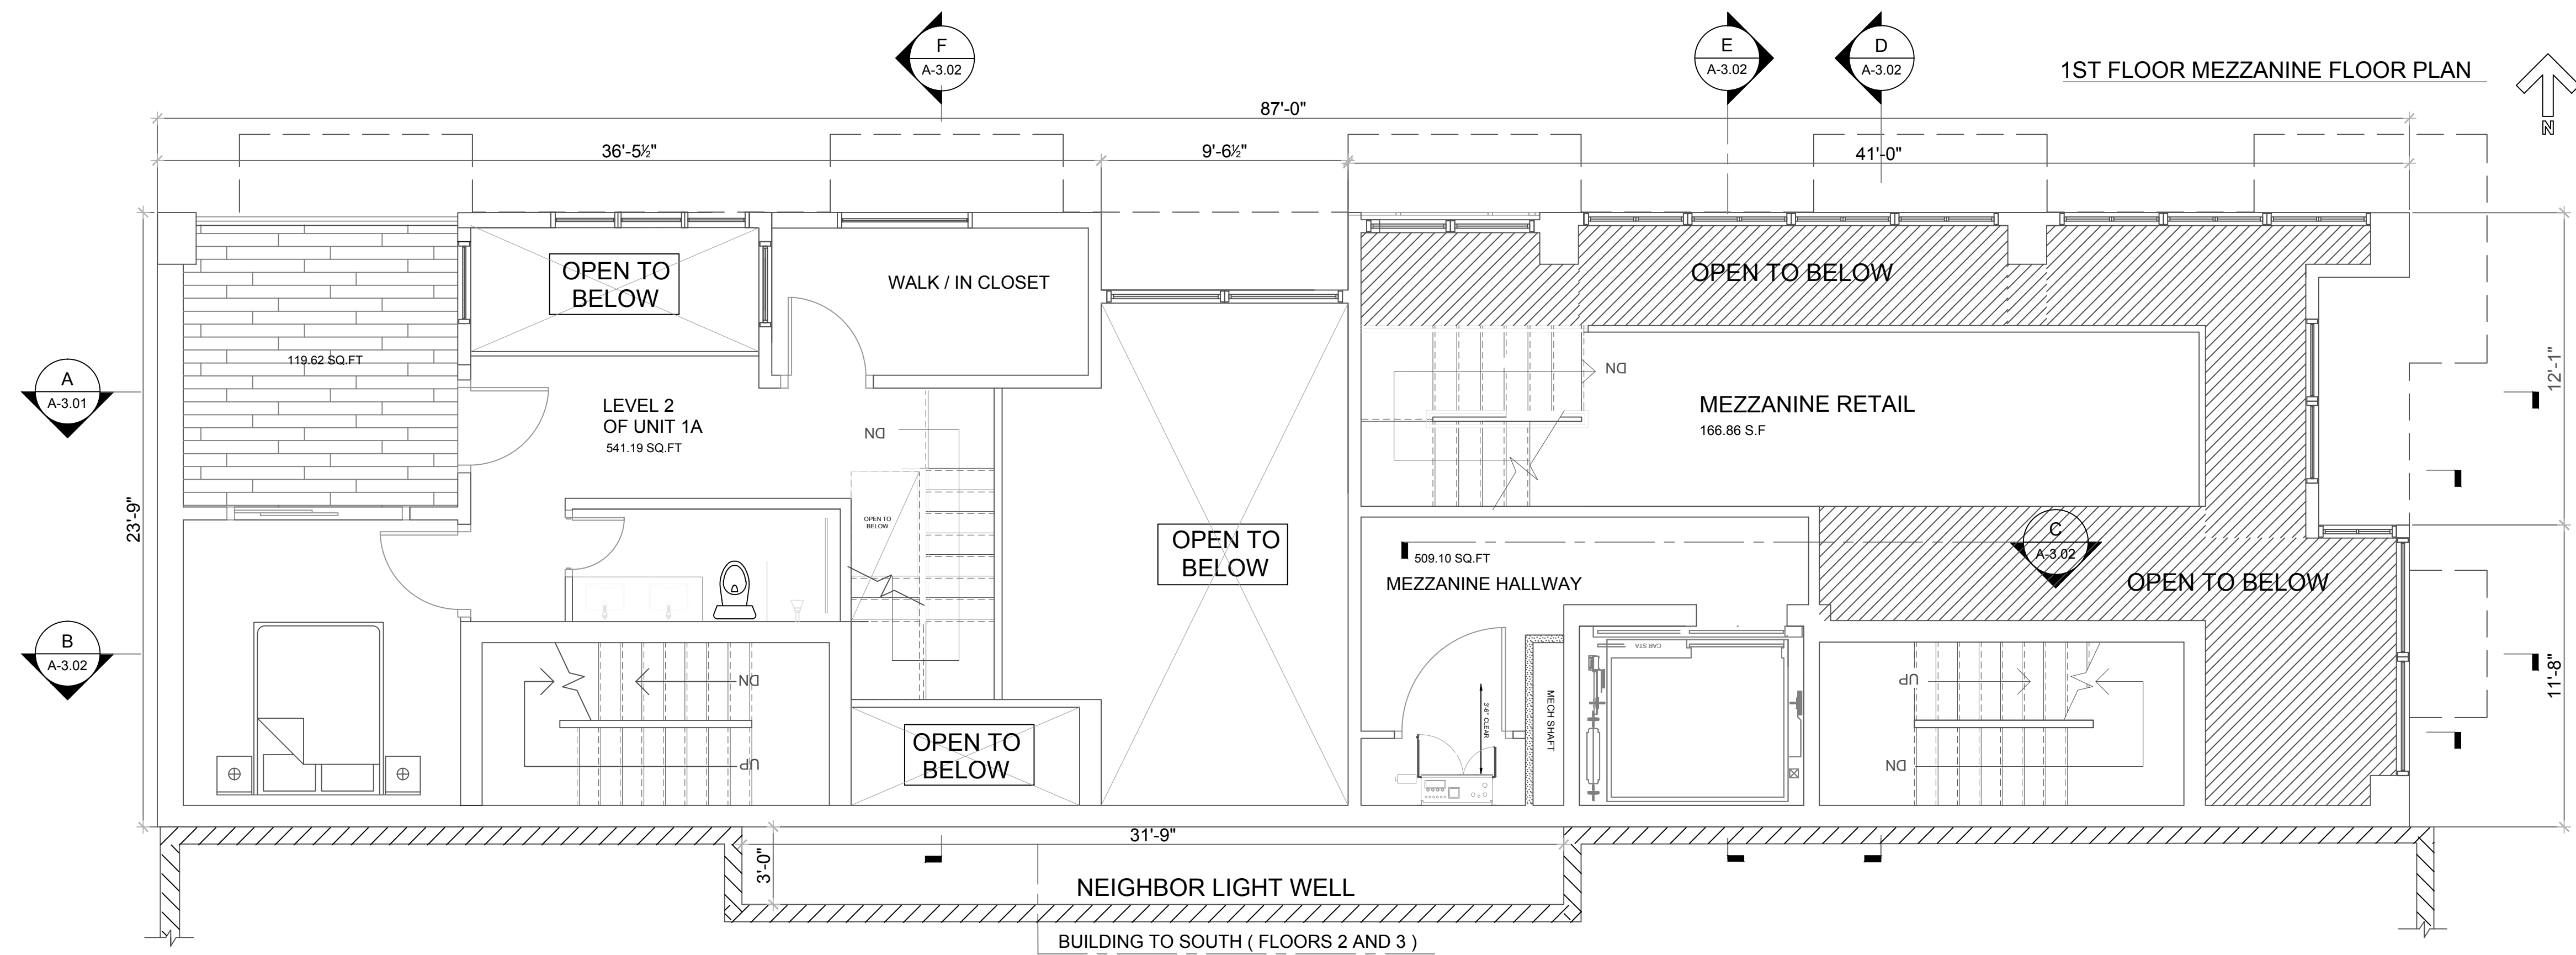 F
A-3.02
E
A-3.02
D
A-3.02
1ST FLOOR MEZZANINE FLOOR PLAN
N
87'-0"
36'-5½"
9'-6½"
41'-0"
OPEN TO
BELOW
WALK / IN CLOSET
OPEN TO BELOW
119.62 SQ.FT
A
A-3.01
LEVEL 2
OF UNIT 1A
541.19 SQ.FT
DN
DN
MEZZANINE RETAIL
166.86 S.F
12'-1"
23'-9"
OPEN TO
BELOW
OPEN TO
BELOW
C
A-3.02
509.10 SQ.FT
MEZZANINE HALLWAY
OPEN TO BELOW
B
A-3.02
CAR STA
DN
UP
UP
DN
11'-8"
3'-6" CLEAR
MECH SHAFT
OPEN TO
BELOW
31'-9"
3'-0"
NEIGHBOR LIGHT WELL
BUILDING TO SOUTH ( FLOORS 2 AND 3 )